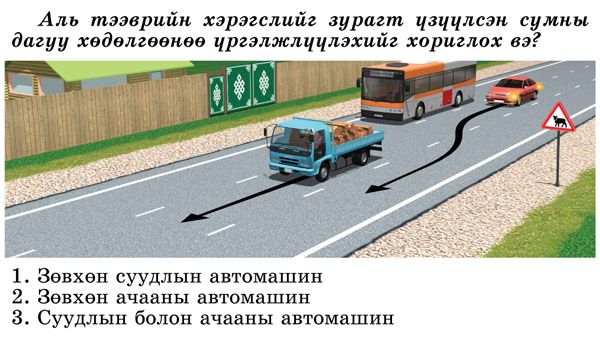 Аль тээврийн хэрэгслийг зурагт үзүүлсэн сумны
дагуу хөдөлгөөнөө үргэлжлүүлэхийг хориглох вэ?
1. Зөвхөн суудлын автомашин
2. Зөвхөн ачааны автомашин
3. Суудлын болон ачааны автомашин